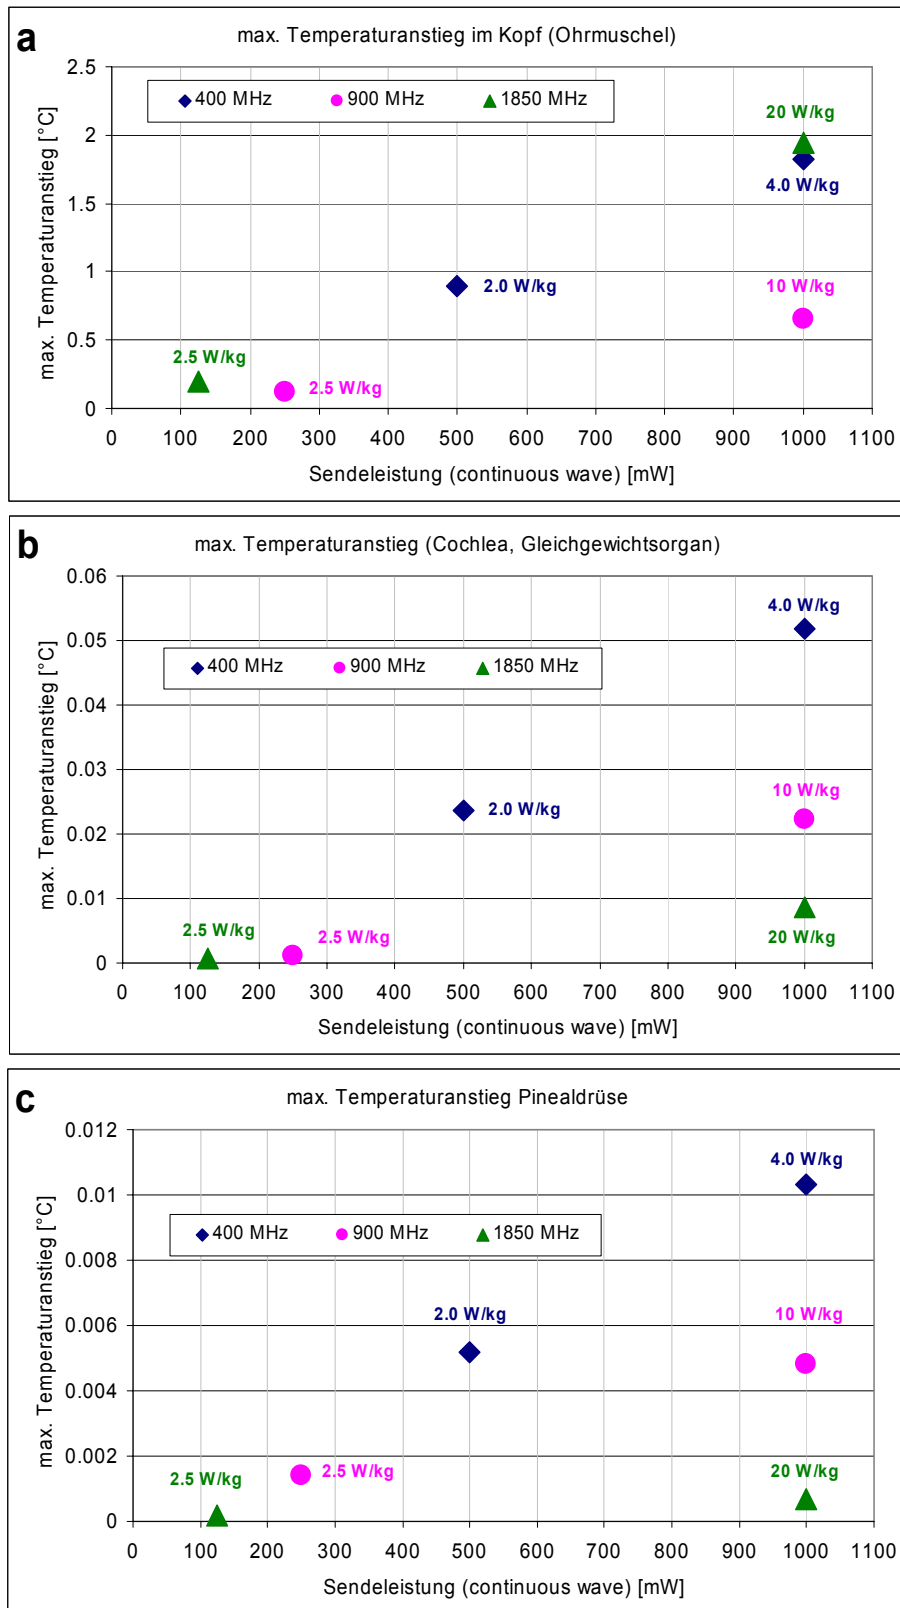 a
max. Temperaturanstieg im Kopf (Ohrmuschel)
2.5
400 MHz 900 MHz 1850 MHz
20 W/kg
2
4.0 W/kg
1.5
max. Temperaturanstieg [°C]
1
2.0 W/kg
10 W/kg
0.5
2.5 W/kg
2.5 W/kg
0
0 100 200 300 400 500 600 700 800 900 1000 1100
Sendeleistung (continuous wave) [mW]
b
max. Temperaturanstieg (Cochlea, Gleichgewichtsorgan)
0.06
4.0 W/kg
0.05
400 MHz 900 MHz 1850 MHz
0.04
max. Temperaturanstieg [°C]
0.03
10 W/kg
2.0 W/kg
0.02
0.01
2.5 W/kg
2.5 W/kg
20 W/kg
0
0 100 200 300 400 500 600 700 800 900 1000 1100
Sendeleistung (continuous wave) [mW]
c
max. Temperaturanstieg Pinealdrüse
0.012
4.0 W/kg
0.01
400 MHz 900 MHz 1850 MHz
0.008
max. Temperaturanstieg [°C]
2.0 W/kg
10 W/kg
0.006
0.004
0.002
2.5 W/kg
2.5 W/kg
20 W/kg
0
0 100 200 300 400 500 600 700 800 900 1000 1100
Sendeleistung (continuous wave) [mW]